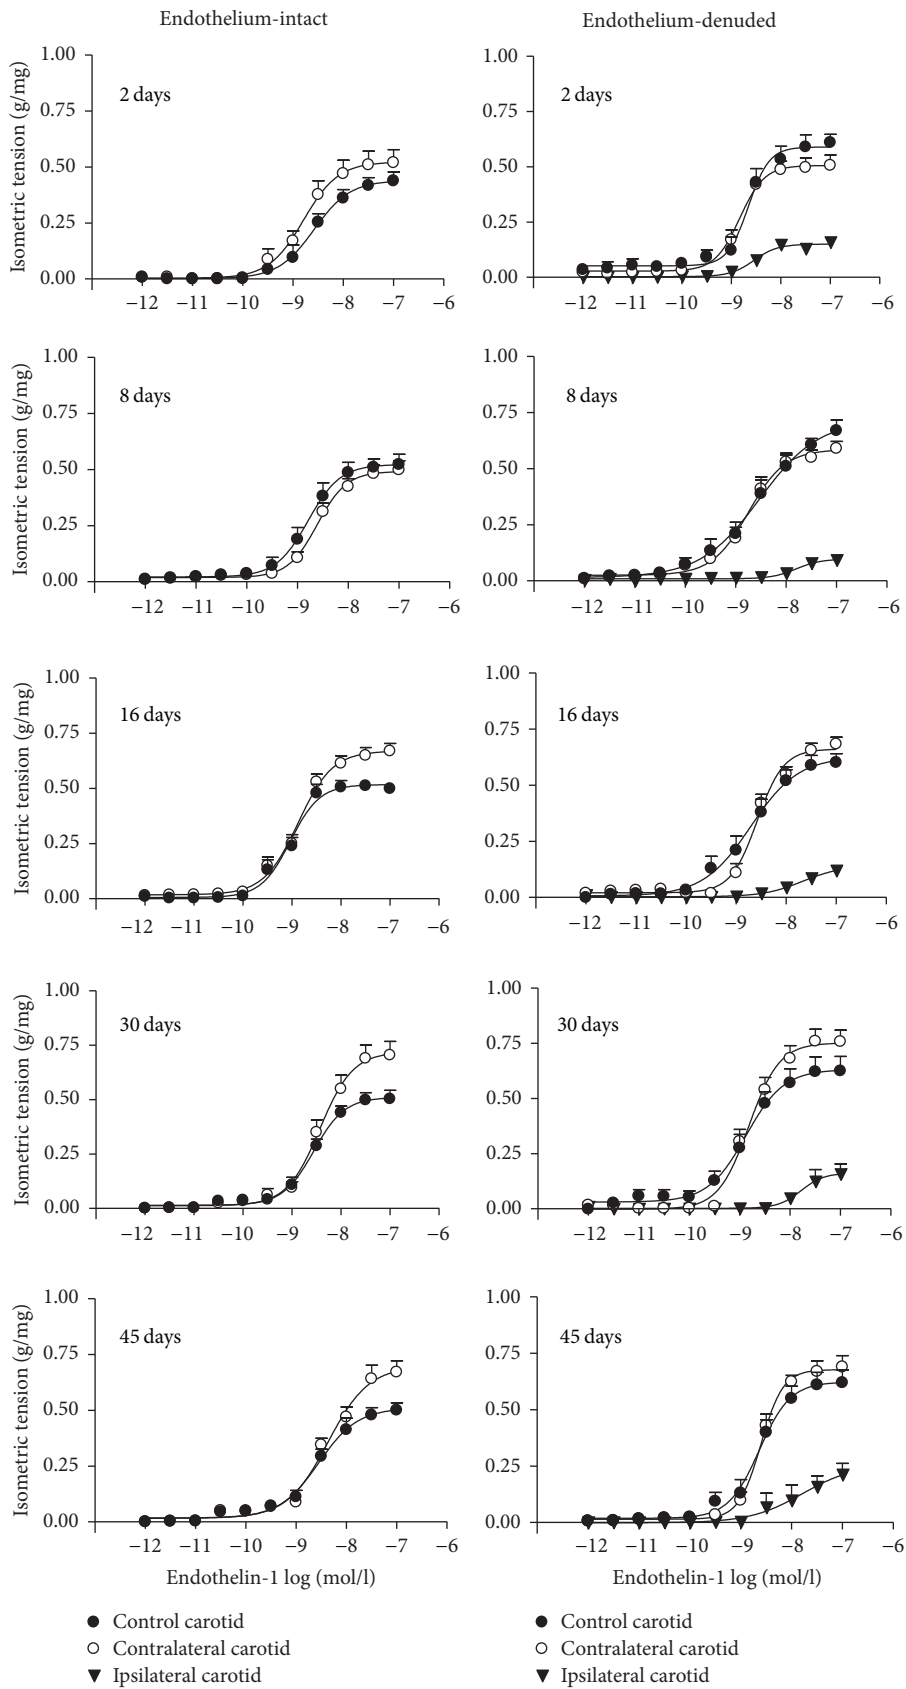 Endothelium-intact
Endothelium-denuded
Isometric tension (g/mg)
1.00
0.75
0.50
0.25
0.00
2 days
−12 −11 −10 −9 −8 −7 −6
1.00
0.75
0.50
0.25
0.00
2 days
−12 −11 −10 −9 −8 −7 −6
Isometric tension (g/mg)
1.00
0.75
0.50
0.25
0.00
8 days
−12 −11 −10 −9 −8 −7 −6
1.00
0.75
0.50
0.25
0.00
8 days
−12 −11 −10 −9 −8 −7 −6
Isometric tension (g/mg)
1.00
0.75
0.50
0.25
0.00
16 days
−12 −11 −10 −9 −8 −7 −6
1.00
0.75
0.50
0.25
0.00
16 days
−12 −11 −10 −9 −8 −7 −6
Isometric tension (g/mg)
1.00
0.75
0.50
0.25
0.00
30 days
−12 −11 −10 −9 −8 −7 −6
1.00
0.75
0.50
0.25
0.00
30 days
−12 −11 −10 −9 −8 −7 −6
Isometric tension (g/mg)
1.00
0.75
0.50
0.25
0.00
45 days
−12 −11 −10 −9 −8 −7 −6
Endothelin-1 log (mol/l)
1.00
0.75
0.50
0.25
0.00
45 days
−12 −11 −10 −9 −8 −7 −6
Endothelin-1 log (mol/l)
Control carotid
Contralateral carotid
Ipsilateral carotid
Control carotid
Contralateral carotid
Ipsilateral carotid